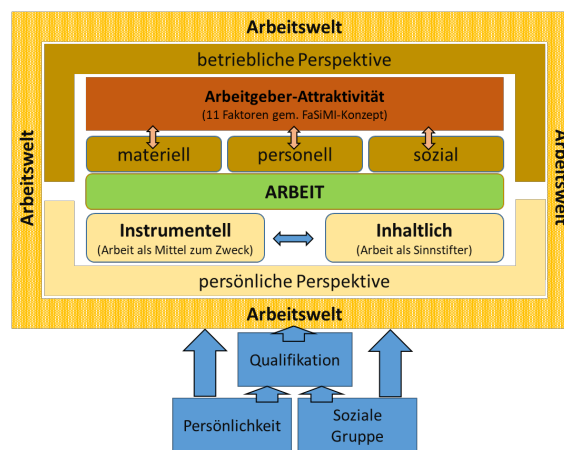 Arbeitswelt
betriebliche Perspektive
Arbeitgeber-Attraktivität
(11 Faktoren gem. FaSiMI-Konzept)
materiell
personell
sozial
Arbeitswelt
Arbeitswelt
ARBEIT
Instrumentell
(Arbeit als Mittel zum Zweck)
Inhaltlich
(Arbeit als Sinnstifter)
persönliche Perspektive
Arbeitswelt
Qualifikation
Persönlichkeit
Soziale
Gruppe